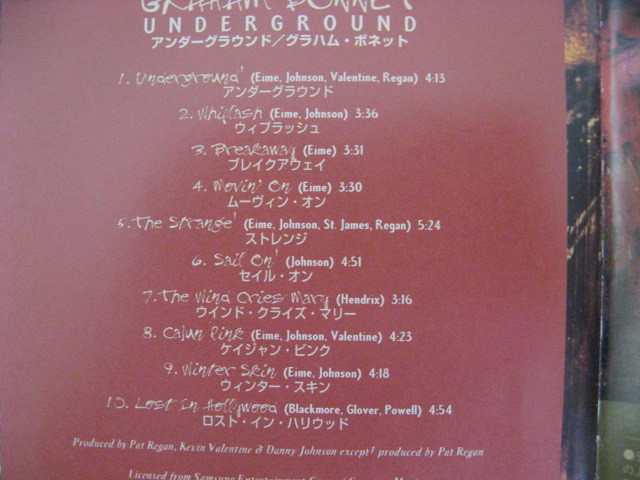 GRAHAM BONNET
UNDERGROUND
アンダーグラウンド／グラハム・ボネット
1. Underground† (Eime, Johnson, Valentine, Regan) 4:13
アンダーグラウンド
2. Whiplash (Eime, Johnson) 3:36
ウィプラッシュ
3. Breakaway (Eime) 3:31
ブレイクアウェイ
4. Movin' On (Eime) 3:30
ムーヴィン・オン
5. The Strange† (Eime, Johnson, St. James, Regan) 5:24
ストレンジ
6. Sail On† (Johnson) 4:51
セイル・オン
7. The Wind Cries Mary (Hendrix) 3:16
ウインド・クライズ・マリー
8. Cajun Pink (Eime, Johnson, Valentine) 4:23
ケイジャン・ピンク
9. Winter Skin (Eime, Johnson) 4:18
ウィンター・スキン
10. Lost In Hollywood (Blackmore, Glover, Powell) 4:54
ロスト・イン・ハリウッド
Produced by Pat Regan, Kevin Valentine & Danny Johnson except† produced by Pat Regan
Licensed from Samsung Entertainment